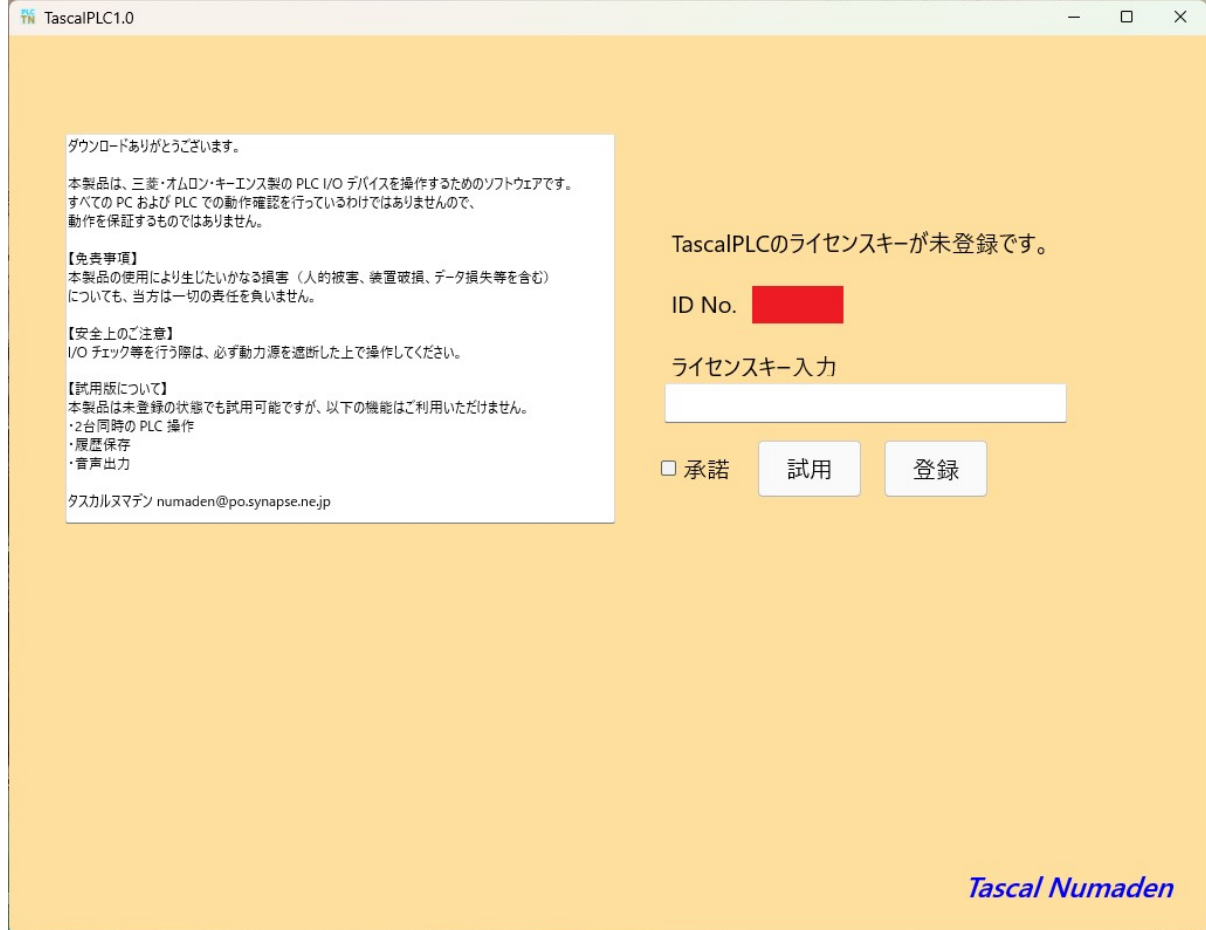 PLC
TN
TascalPLC1.0
ダウンロードありがとうございます。
本製品は、三菱・オムロン・キーエンス製の PLC I/O デバイスを操作するためのソフトウェアです。
すべての PC および PLC での動作確認を行っているわけではありませんので、
動作を保証するものではありません。
【免責事項】
本製品の使用により生じたいかなる損害（人的被害、装置破損、データ損失等を含む）
についても、当方は一切の責任を負いません。
【安全上のご注意】
I/O チェック等を行う際は、必ず動力源を遮断した上で操作してください。
【試用版について】
本製品は未登録の状態でも試用可能ですが、以下の機能はご利用いただけません。
・2台同時の PLC 操作
・履歴保存
・音声出力
タスカルヌマデン numaden@po.synapse.ne.jp
TascalPLCのライセンスキーが未登録です。
ID No.
ライセンスキー入力
承諾
試用
登録
Tascal Numaden